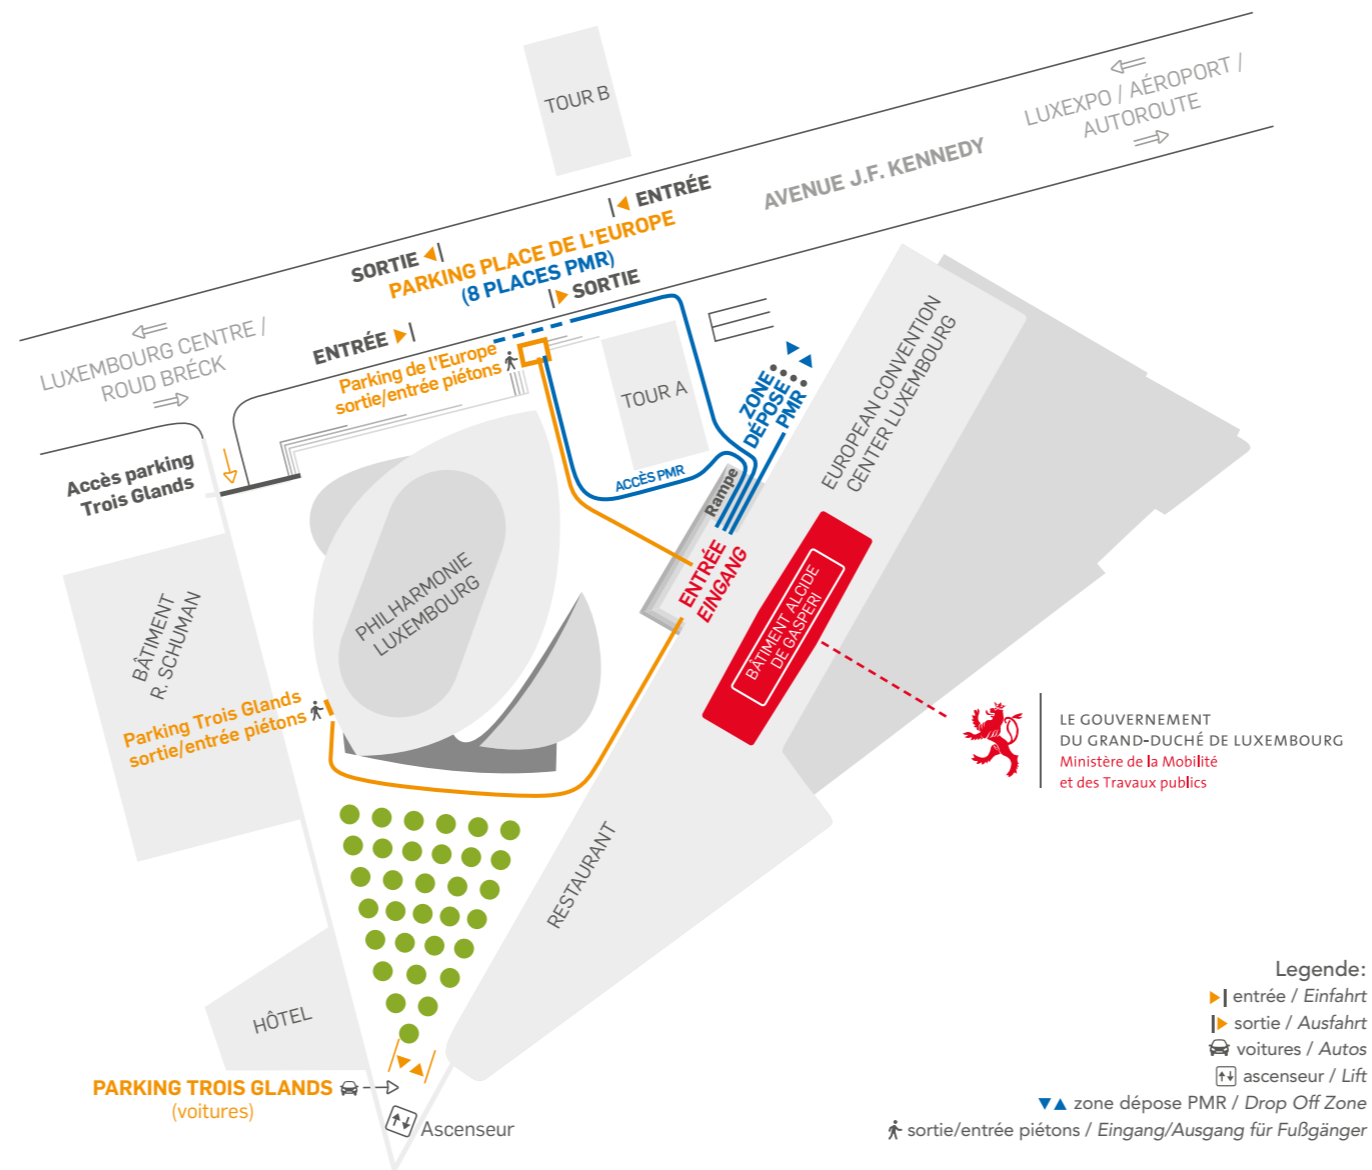 TOUR B
LUXEXPO / AÉROPORT /
AUTOROUTE
AVENUE J.F. KENNEDY
ENTRÉE
SORTIE
PARKING PLACE DE L'EUROPE
(8 PLACES PMR)
SORTIE
ENTRÉE
LUXEMBOURG CENTRE /
ROUD BRÉCK
Parking de l'Europe
sortie/entrée piétons
TOUR A
ZONE
DÉPOSE
PMR
EUROPEAN CONVENTION
CENTER LUXEMBOURG
Accès parking
Trois Glands
ACCÈS PMR
Rampe
ENTRÉE
EINGANG
PHILHARMONIE
LUXEMBOURG
BÂTIMENT
R. SCHUMAN
BÂTIMENT ALCIDE
DE GASPERI
Parking Trois Glands
sortie/entrée piétons
LE GOUVERNEMENT
DU GRAND-DUCHÉ DE LUXEMBOURG
Ministère de la Mobilité
et des Travaux publics
RESTAURANT
HÔTEL
PARKING TROIS GLANDS
(voitures)
Ascenseur
Legende:
entrée / Einfahrt
sortie / Ausfahrt
voitures / Autos
ascenseur / Lift
zone dépose PMR / Drop Off Zone
sortie/entrée piétons / Eingang/Ausgang für Fußgänger